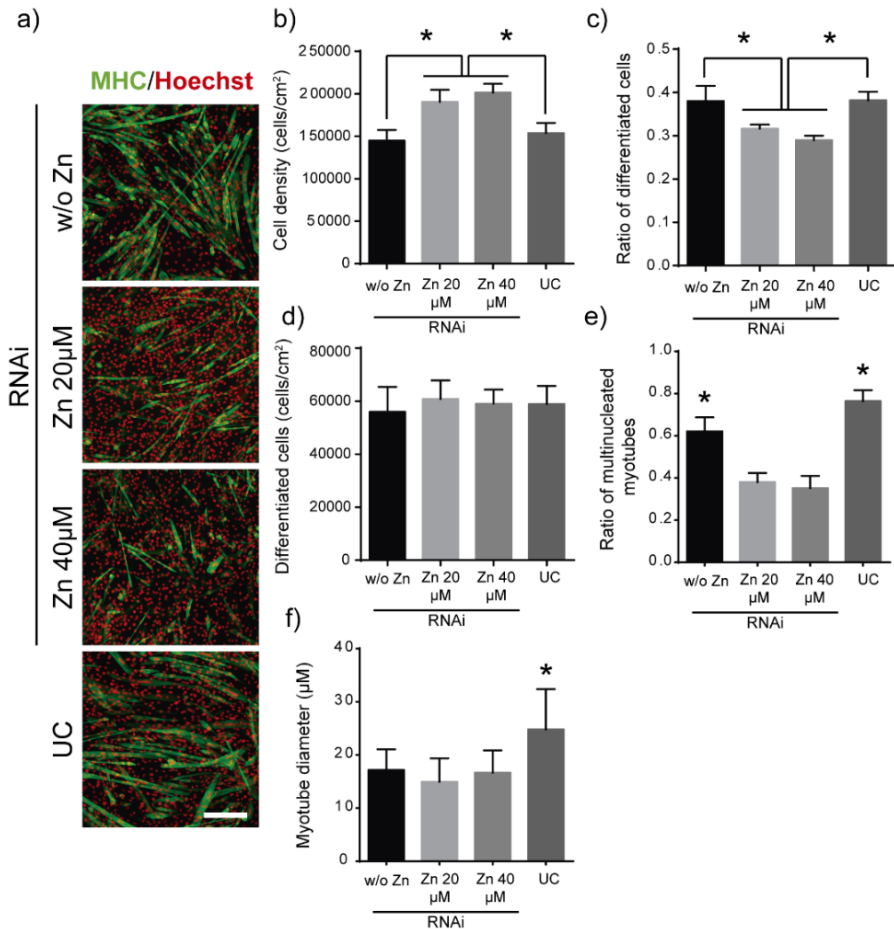 a)
MHC/Hoechst
RNAi
w/o Zn
Zn 20µM
Zn 40µM
UC
b)
Cell density (cells/cm²)
250000
200000
150000
100000
50000
0
*
*
w/o Zn
Zn 20
µM
Zn 40
µM
UC
RNAi
c)
Ratio of differentiated cells
0.5
0.4
0.3
0.2
0.1
0.0
*
*
w/o Zn
Zn 20
µM
Zn 40
µM
UC
RNAi
d)
Differentiated cells (cells/cm²)
80000
60000
40000
20000
0
w/o Zn
Zn 20
µM
Zn 40
µM
UC
RNAi
e)
Ratio of multinucleated
myotubes
1.0
0.8
0.6
0.4
0.2
0.0
*
*
w/o Zn
Zn 20
µM
Zn 40
µM
UC
RNAi
f)
Myotube diameter (µM)
40
30
20
10
0
*
w/o Zn
Zn 20
µM
Zn 40
µM
UC
RNAi